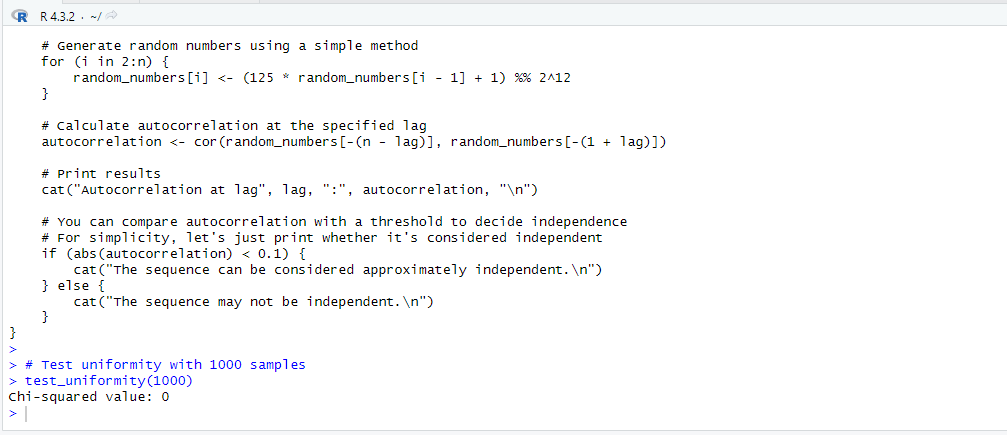 R 4.3.2 · ~/
# Generate random numbers using a simple method
for (i in 2:n) {
random_numbers[i] <- (125 * random_numbers[i - 1] + 1) %% 2^12
}
# Calculate autocorrelation at the specified lag
autocorrelation <- cor(random_numbers[-(n - lag)], random_numbers[-(1 + lag)])
# Print results
cat("Autocorrelation at lag", lag, ":", autocorrelation, "\n")
# You can compare autocorrelation with a threshold to decide independence
# For simplicity, let's just print whether it's considered independent
if (abs(autocorrelation) < 0.1) {
cat("The sequence can be considered approximately independent.\n")
} else {
cat("The sequence may not be independent.\n")
}
}
>
> # Test uniformity with 1000 samples
> test_uniformity(1000)
Chi-squared value: 0
>